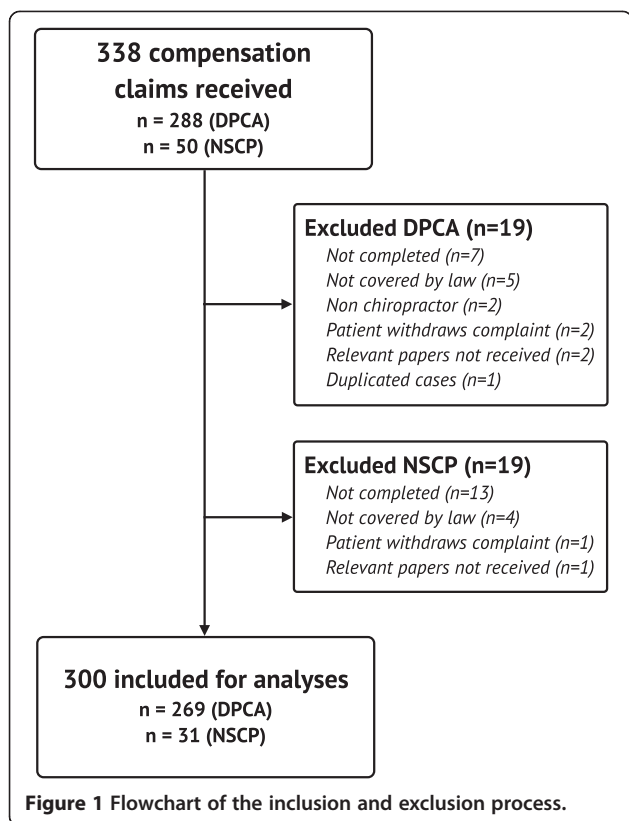 338 compensation
claims received
n = 288 (DPCA)
n = 50 (NSCP)
Excluded DPCA (n=19)
Not completed (n=7)
Not covered by law (n=5)
Non chiropractor (n=2)
Patient withdraws complaint (n=2)
Relevant papers not received (n=2)
Duplicated cases (n=1)
Excluded NSCP (n=19)
Not completed (n=13)
Not covered by law (n=4)
Patient withdraws complaint (n=1)
Relevant papers not received (n=1)
300 included for analyses
n = 269 (DPCA)
n = 31 (NSCP)
Figure 1 Flowchart of the inclusion and exclusion process.